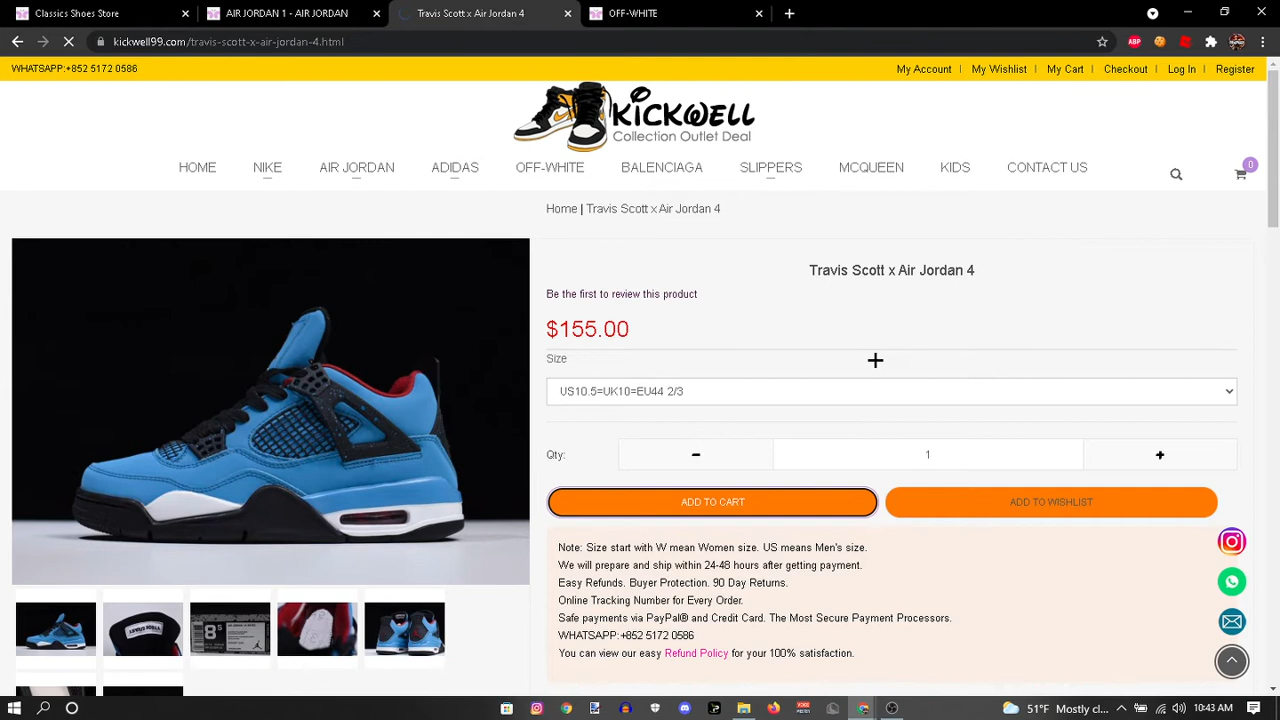 Classics Shoes Store
AIR JORDAN 1 - AIR JORDAN
Travis Scott x Air Jordan 4
OFF-WHITE
kickwell99.com/travis-scott-x-air-jordan-4.html
ABP
WHATSAPP:+852 5172 0586
My Account | My Wishlist | My Cart | Checkout | Log In | Register
KICKWELL
Collection Outlet Deal
HOME NIKE AIR JORDAN ADIDAS OFF-WHITE BALENCIAGA SLIPPERS MCQUEEN KIDS CONTACT US
0
Home | Travis Scott x Air Jordan 4
Travis Scott x Air Jordan 4
Be the first to review this product
$155.00
Size
US10.5=UK10=EU44 2/3
Qty: - 1 +
ADD TO CART ADD TO WISHLIST
Note: Size start with W mean Women size. US means Men's size.
We will prepare and ship within 24-48 hours after getting payment.
Easy Refunds. Buyer Protection. 90 Day Returns.
Online Tracking Number for Every Order.
Safe payments via PayPal® and Credit Card. The Most Secure Payment Processors.
WHATSAPP:+852 5172 0586
You can view our easy Refund Policy for your 100% satisfaction.
8.5
51°F Mostly cl... 10:43 AM